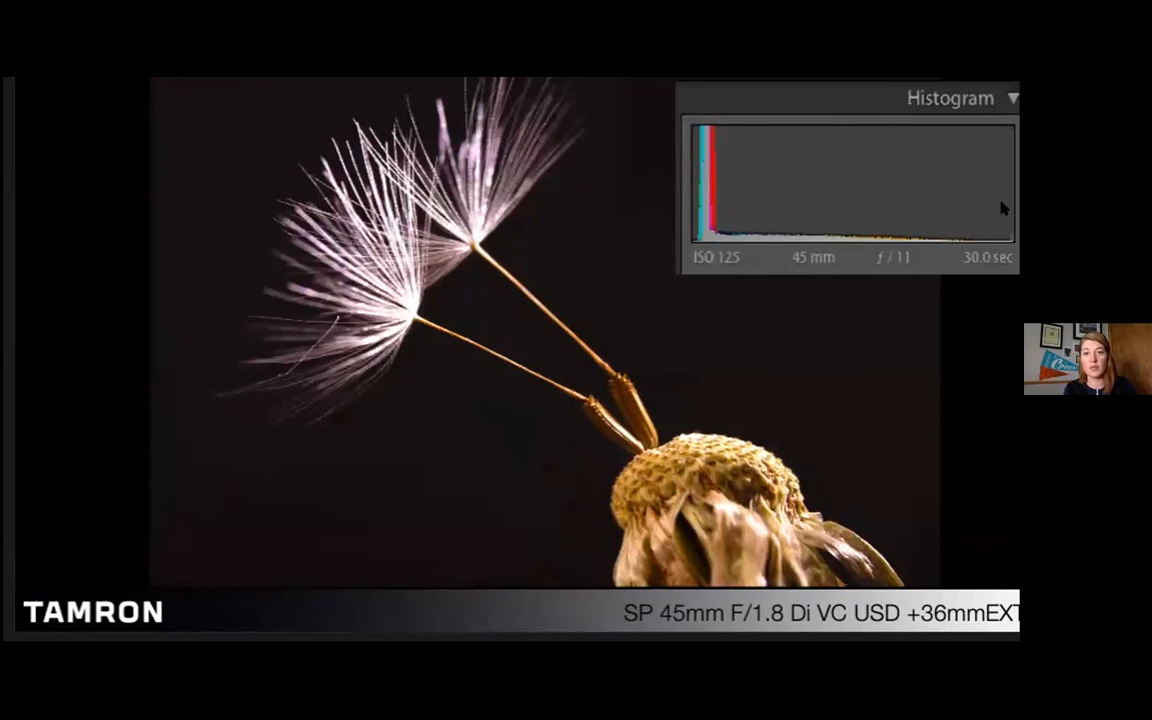 Histogram
ISO 125 45 mm ƒ / 11 30.0 sec
TAMRON
SP 45mm F/1.8 Di VC USD +36mmEXT